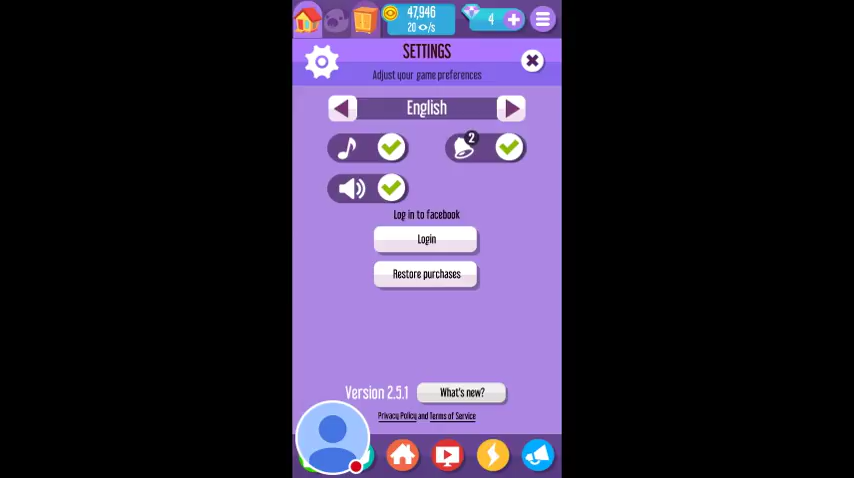 47,946
20 /s
4
SETTINGS
Adjust your game preferences
English
2
Log in to facebook
Login
Restore purchases
Version 2.5.1
What's new?
Privacy Policy and Terms of Service